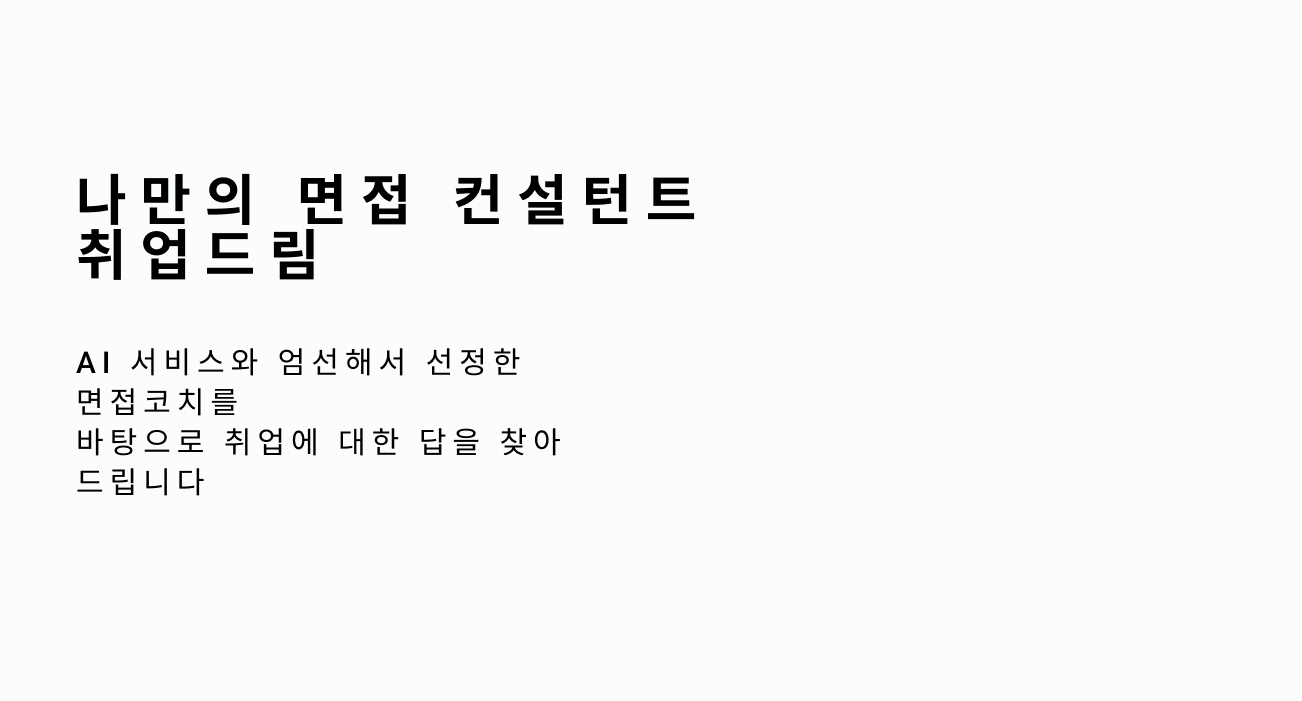 나만의 면접 컨설턴트
취업드림
AI 서비스와 엄선해서 선정한
면접코치를
바탕으로 취업에 대한 답을 찾아
드립니다